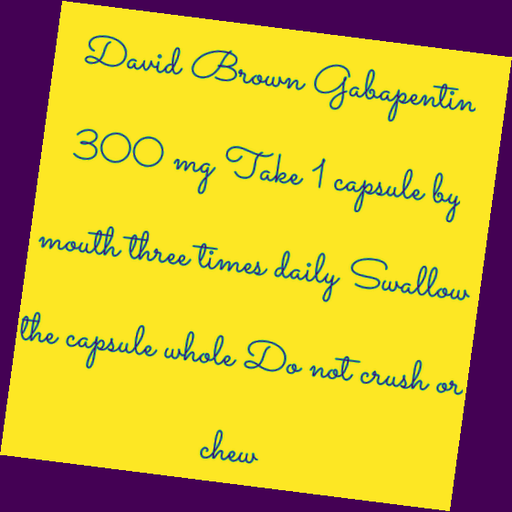 David Brown Gabapentin
300 mg Take 1 capsule by
mouth three times daily Swallow
the capsule whole Do not crush or
chew